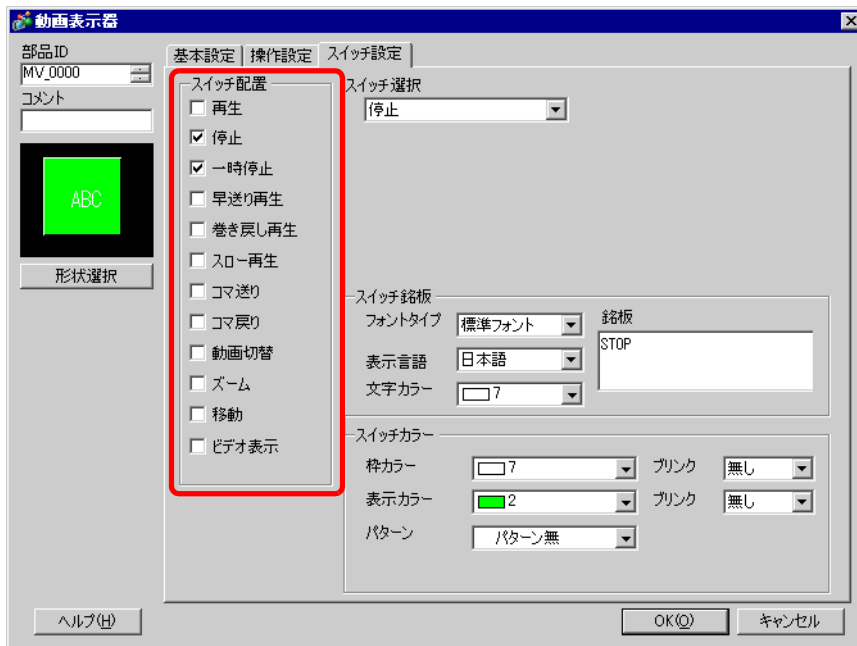 動画表示器
部品ID
MV_0000
コメント
ABC
形状選択
基本設定 操作設定 スイッチ設定
スイッチ配置
再生
停止
一時停止
早送り再生
巻き戻し再生
スロー再生
コマ送り
コマ戻り
動画切替
ズーム
移動
ビデオ表示
スイッチ選択
停止
スイッチ銘板
フォントタイプ 標準フォント
表示言語 日本語
文字カラー 7
銘板
STOP
スイッチカラー
枠カラー 7 ブリンク 無し
表示カラー 2 ブリンク 無し
パターン パターン無
ヘルプ(H) OK(O) キャンセル